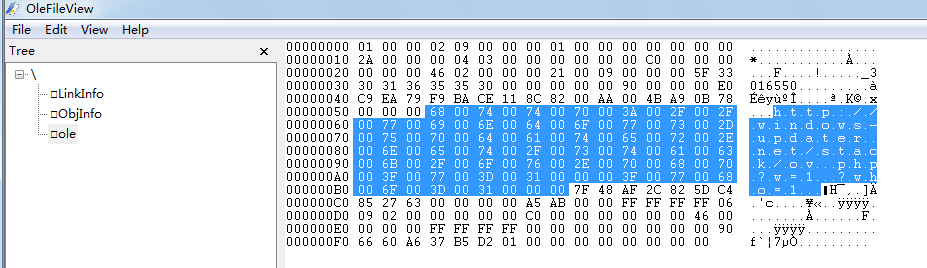 OleFileView
File Edit View Help
Tree
\
LinkInfo
ObjInfo
ole
00000000 01 00 00 02 09 00 00 00 01 00 00 00 00 00 00 00 ................
00000010 2A 00 00 00 04 03 00 00 00 00 00 00 C0 00 00 00 *...........À...
00000020 00 00 00 46 02 00 00 00 21 00 09 00 00 00 5F 33 ...F....!....._3
00000030 30 31 36 35 35 30 00 00 00 00 00 00 90 00 00 E0 016550.........à
00000040 C9 EA 79 F9 BA CE 11 8C 82 00 AA 00 4B A9 0B 78 ÉêyùºÎ....ª.K©.x
00000050 00 00 00 68 00 74 00 74 00 70 00 3A 00 2F 00 2F ...h.t.t.p.:././
00000060 00 77 00 69 00 6E 00 64 00 6F 00 77 00 73 00 2D .w.i.n.d.o.w.s.-
00000070 00 75 00 70 00 64 00 61 00 74 00 65 00 72 00 2E .u.p.d.a.t.e.r..
00000080 00 6E 00 65 00 74 00 2F 00 73 00 74 00 61 00 63 .n.e.t./.s.t.a.c
00000090 00 6B 00 2F 00 6F 00 76 00 2E 00 70 00 68 00 70 .k./.o.v...p.h.p
000000A0 00 3F 00 77 00 3D 00 31 00 00 00 3F 00 77 00 68 .?.w.=.1...?.w.h
000000B0 00 6F 00 3D 00 31 00 00 00 7F 48 AF 2C 82 5D C4 .o.=.1....H¯,.]Ä
000000C0 85 27 63 00 00 00 00 A5 AB 00 00 FF FF FF FF 06 .'c....¥«..ÿÿÿÿ.
000000D0 09 02 00 00 00 00 00 C0 00 00 00 00 00 00 46 00 .......À......F.
000000E0 00 00 00 FF FF FF FF 00 00 00 00 00 00 00 00 90 ...ÿÿÿÿ.........
000000F0 66 60 A6 37 B5 D2 01 00 00 00 00 00 00 00 00 00 f`¦7µÒ..........